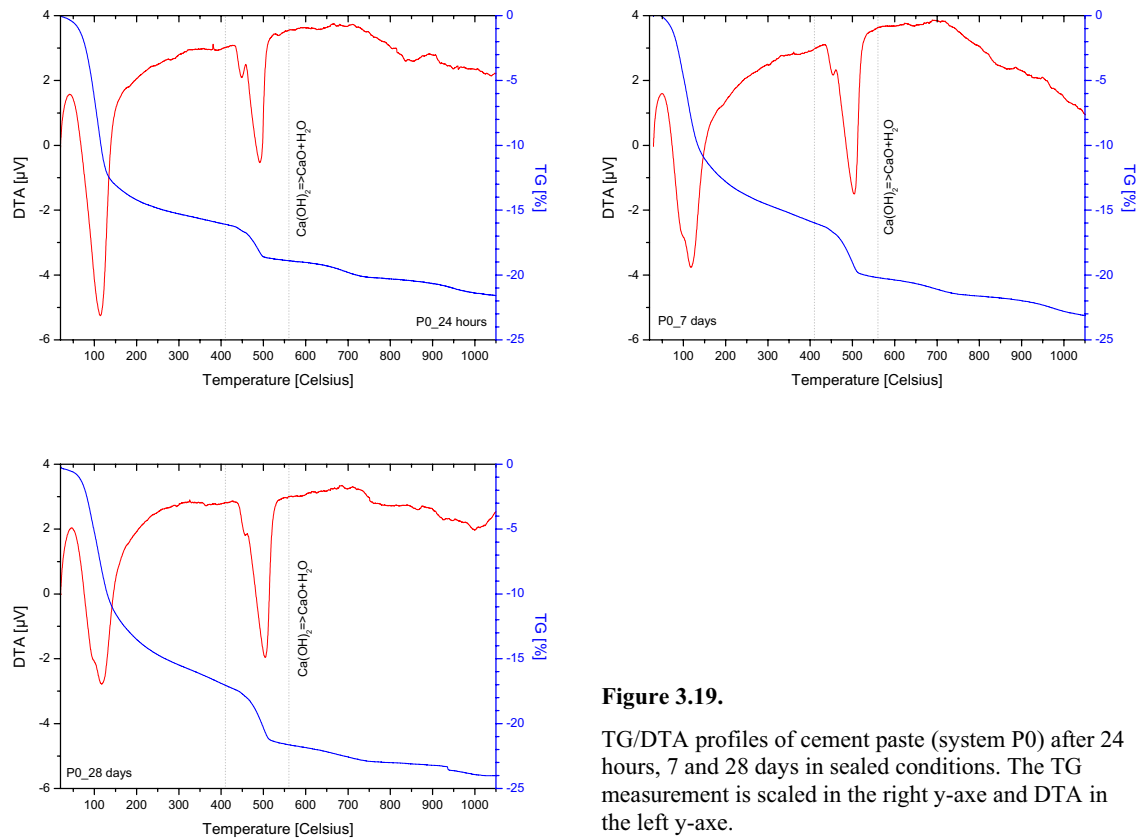 4
2
0
-2
-4
-6
DTA [µV]
0
-5
-10
-15
-20
-25
TG [%]
Ca(OH)₂=>CaO+H₂O
P0_24 hours
100 200 300 400 500 600 700 800 900 1000
Temperature [Celsius]
4
2
0
-2
-4
-6
DTA [µV]
0
-5
-10
-15
-20
-25
TG [%]
Ca(OH)₂=>CaO+H₂O
P0_7 days
100 200 300 400 500 600 700 800 900 1000
Temperature [Celsius]
4
2
0
-2
-4
-6
DTA [µV]
0
-5
-10
-15
-20
-25
TG [%]
Ca(OH)₂=>CaO+H₂O
P0_28 days
100 200 300 400 500 600 700 800 900 1000
Temperature [Celsius]
Figure 3.19.
TG/DTA profiles of cement paste (system P0) after 24
hours, 7 and 28 days in sealed conditions. The TG
measurement is scaled in the right y-axe and DTA in
the left y-axe.